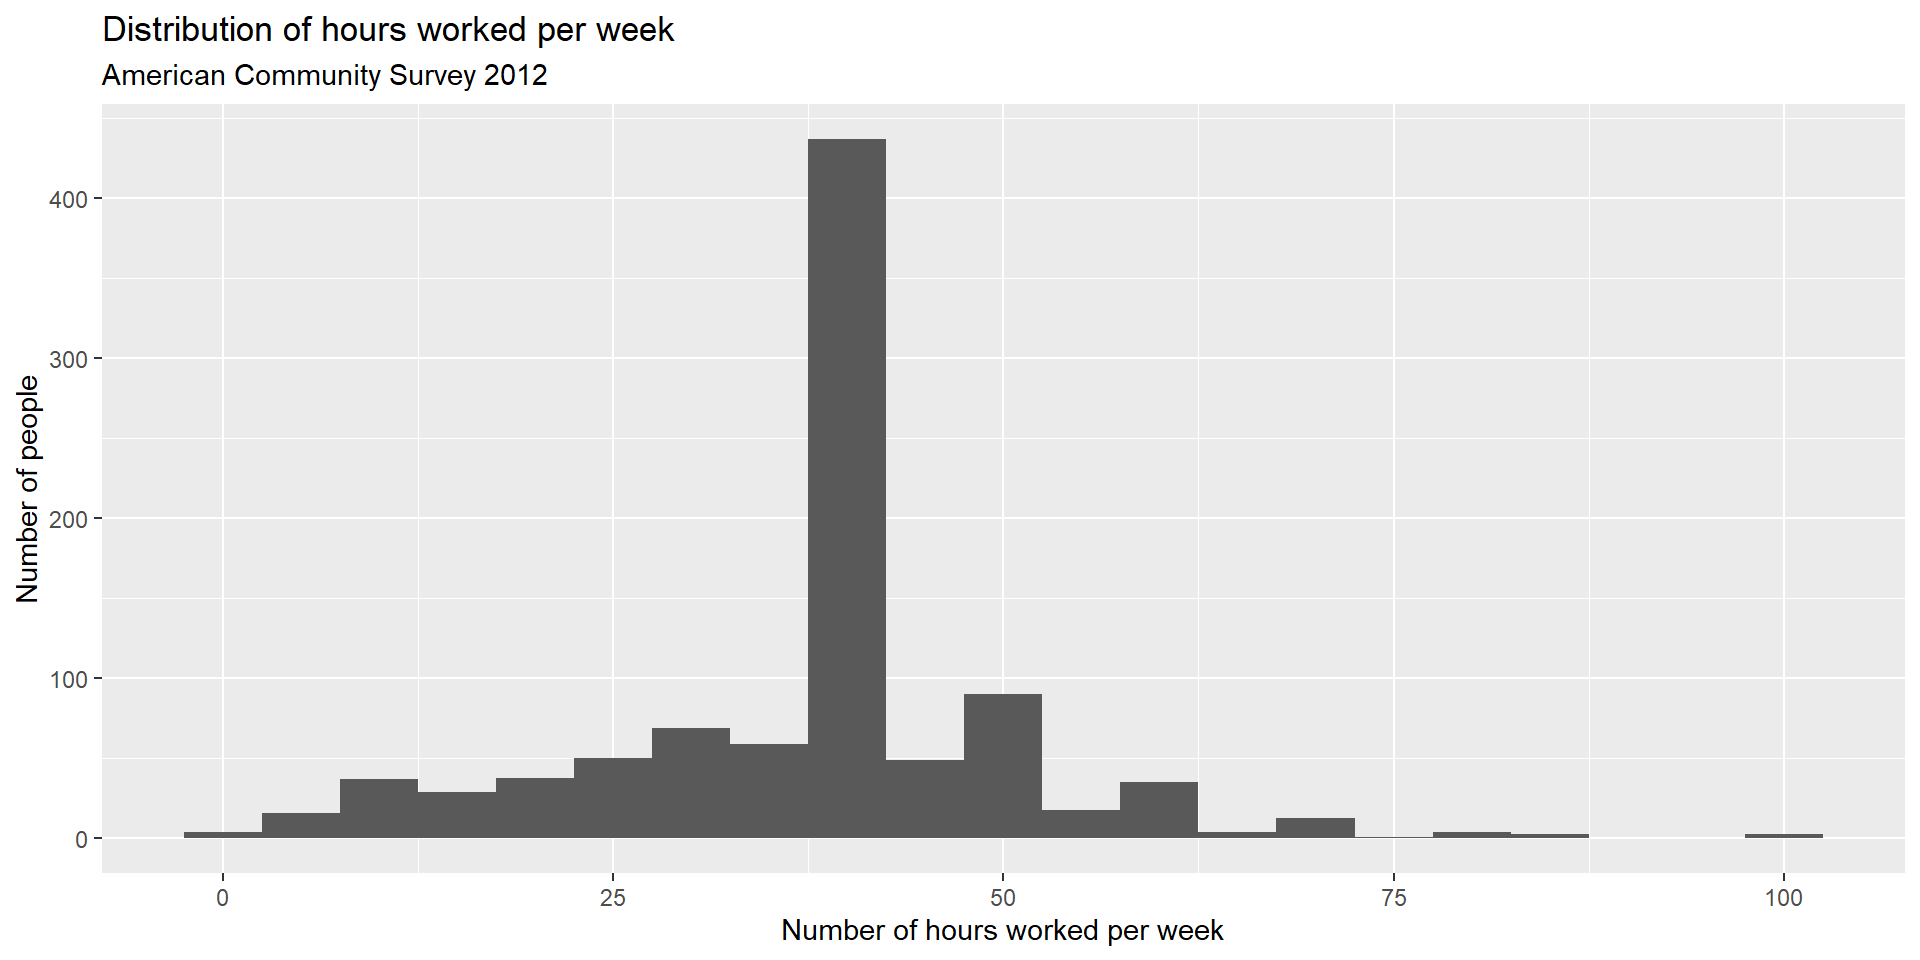 Distribution of hours worked per week
American Community Survey 2012
Number of people
400
300
200
100
0
0 25 50 75 100
Number of hours worked per week